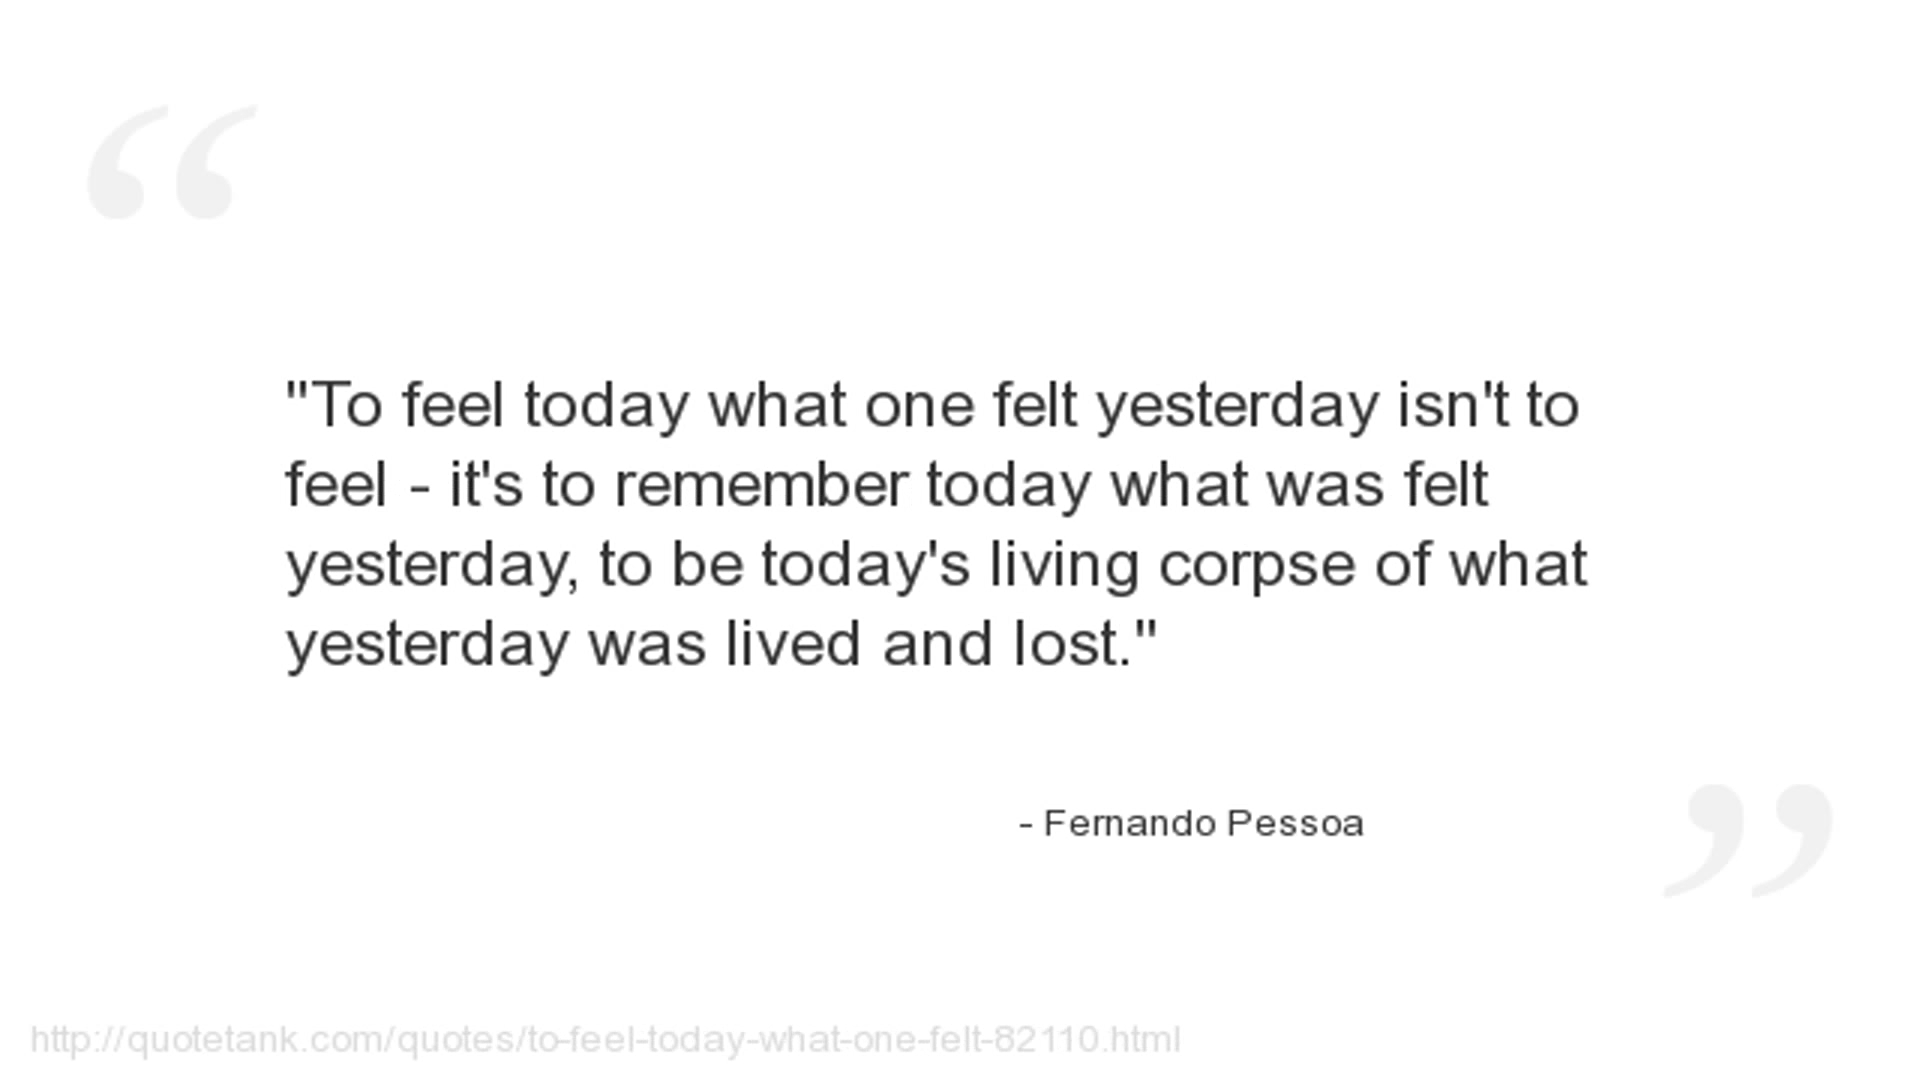 "To feel today what one felt yesterday isn't to
feel - it's to remember today what was felt
yesterday, to be today's living corpse of what
yesterday was lived and lost."
- Fernando Pessoa
http://quotetank.com/quotes/to-feel-today-what-one-felt-82110.html